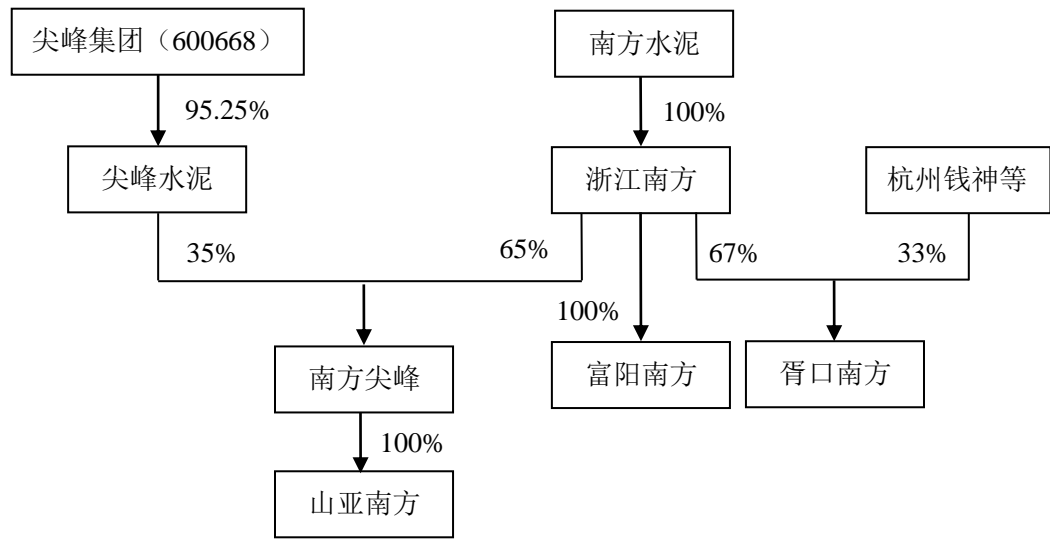 尖峰集团（600668）
南方水泥
95.25%
100%
尖峰水泥
浙江南方
杭州钱神等
35%
65%
67%
33%
100%
南方尖峰
富阳南方
胥口南方
100%
山亚南方